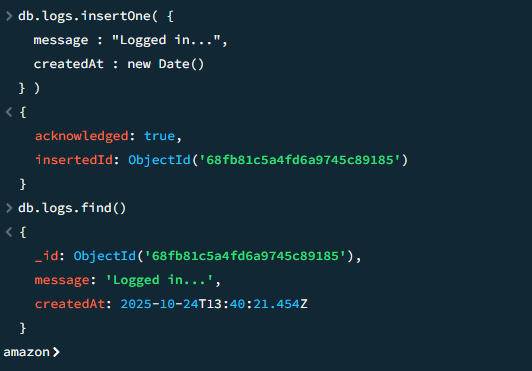 > db.logs.insertOne( {
message : "Logged in...",
createdAt : new Date()
} )
< {
acknowledged: true,
insertedId: ObjectId('68fb81c5a4fd6a9745c89185')
}
> db.logs.find()
< {
_id: ObjectId('68fb81c5a4fd6a9745c89185'),
message: 'Logged in...',
createdAt: 2025-10-24T13:40:21.454Z
}
amazon>